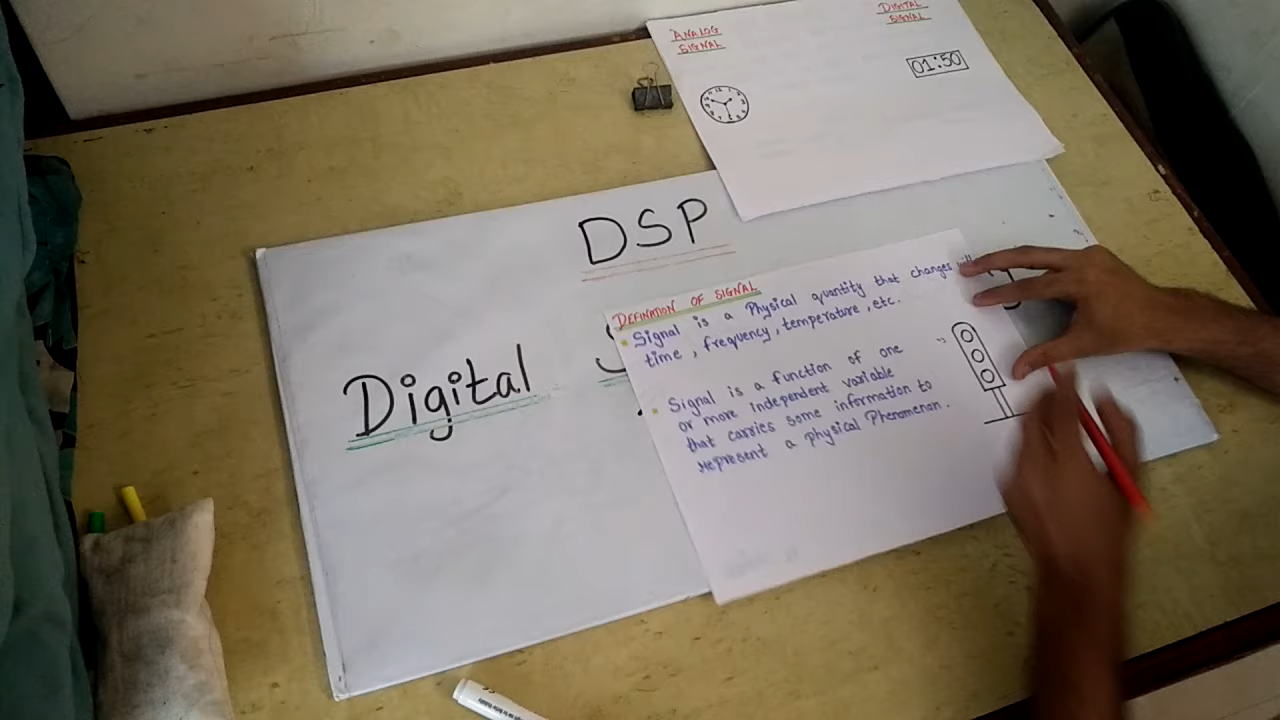 ANALOG
SIGNAL
DIGITAL
SIGNAL
01:50
DSP
Digital
DEFINATION OF SIGNAL
Signal is a Physical quantity that changes
time, frequency, temperature, etc.
Signal is a function of one
or more independent variable
that carries some information to
represent a physical Phenomenon.